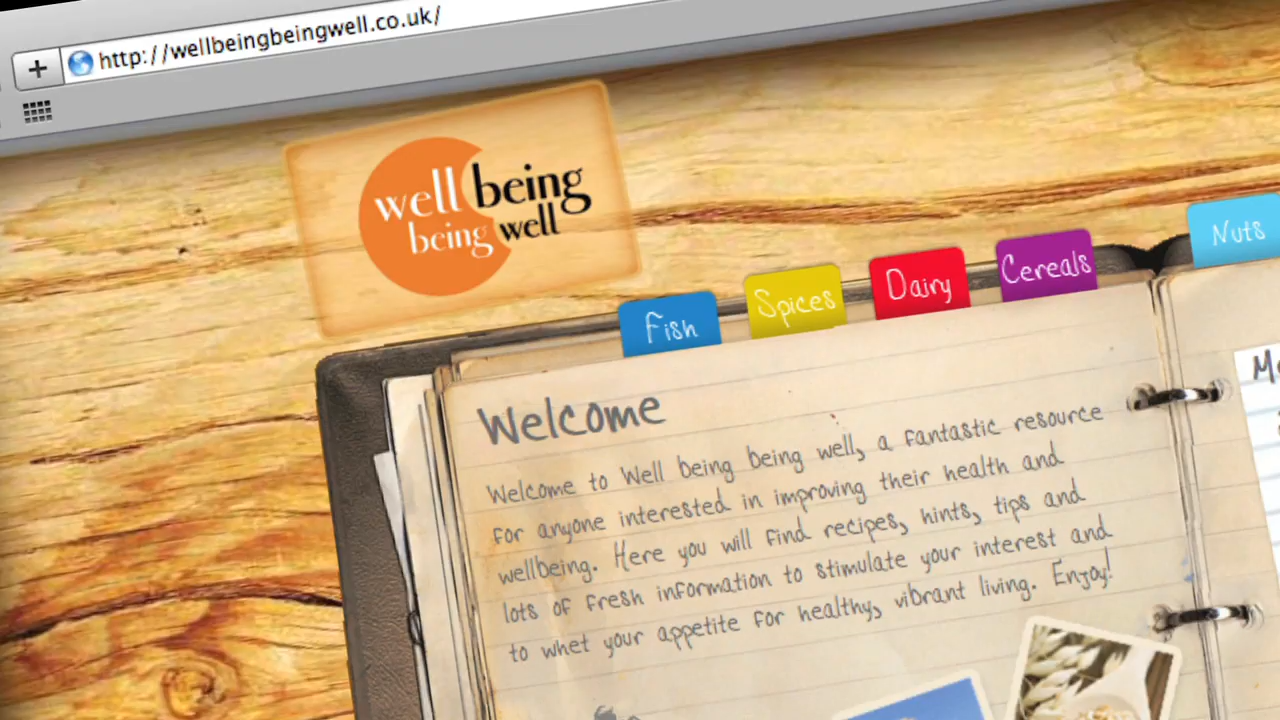 http://wellbeingbeingwell.co.uk/
well being
being well
Fish
Spices
Dairy
Cereals
Nuts
Welcome
Welcome to Well being being well, a fantastic resource
for anyone interested in improving their health and
wellbeing. Here you will find recipes, hints, tips and
lots of fresh information to stimulate your interest and
to whet your appetite for healthy, vibrant living. Enjoy!